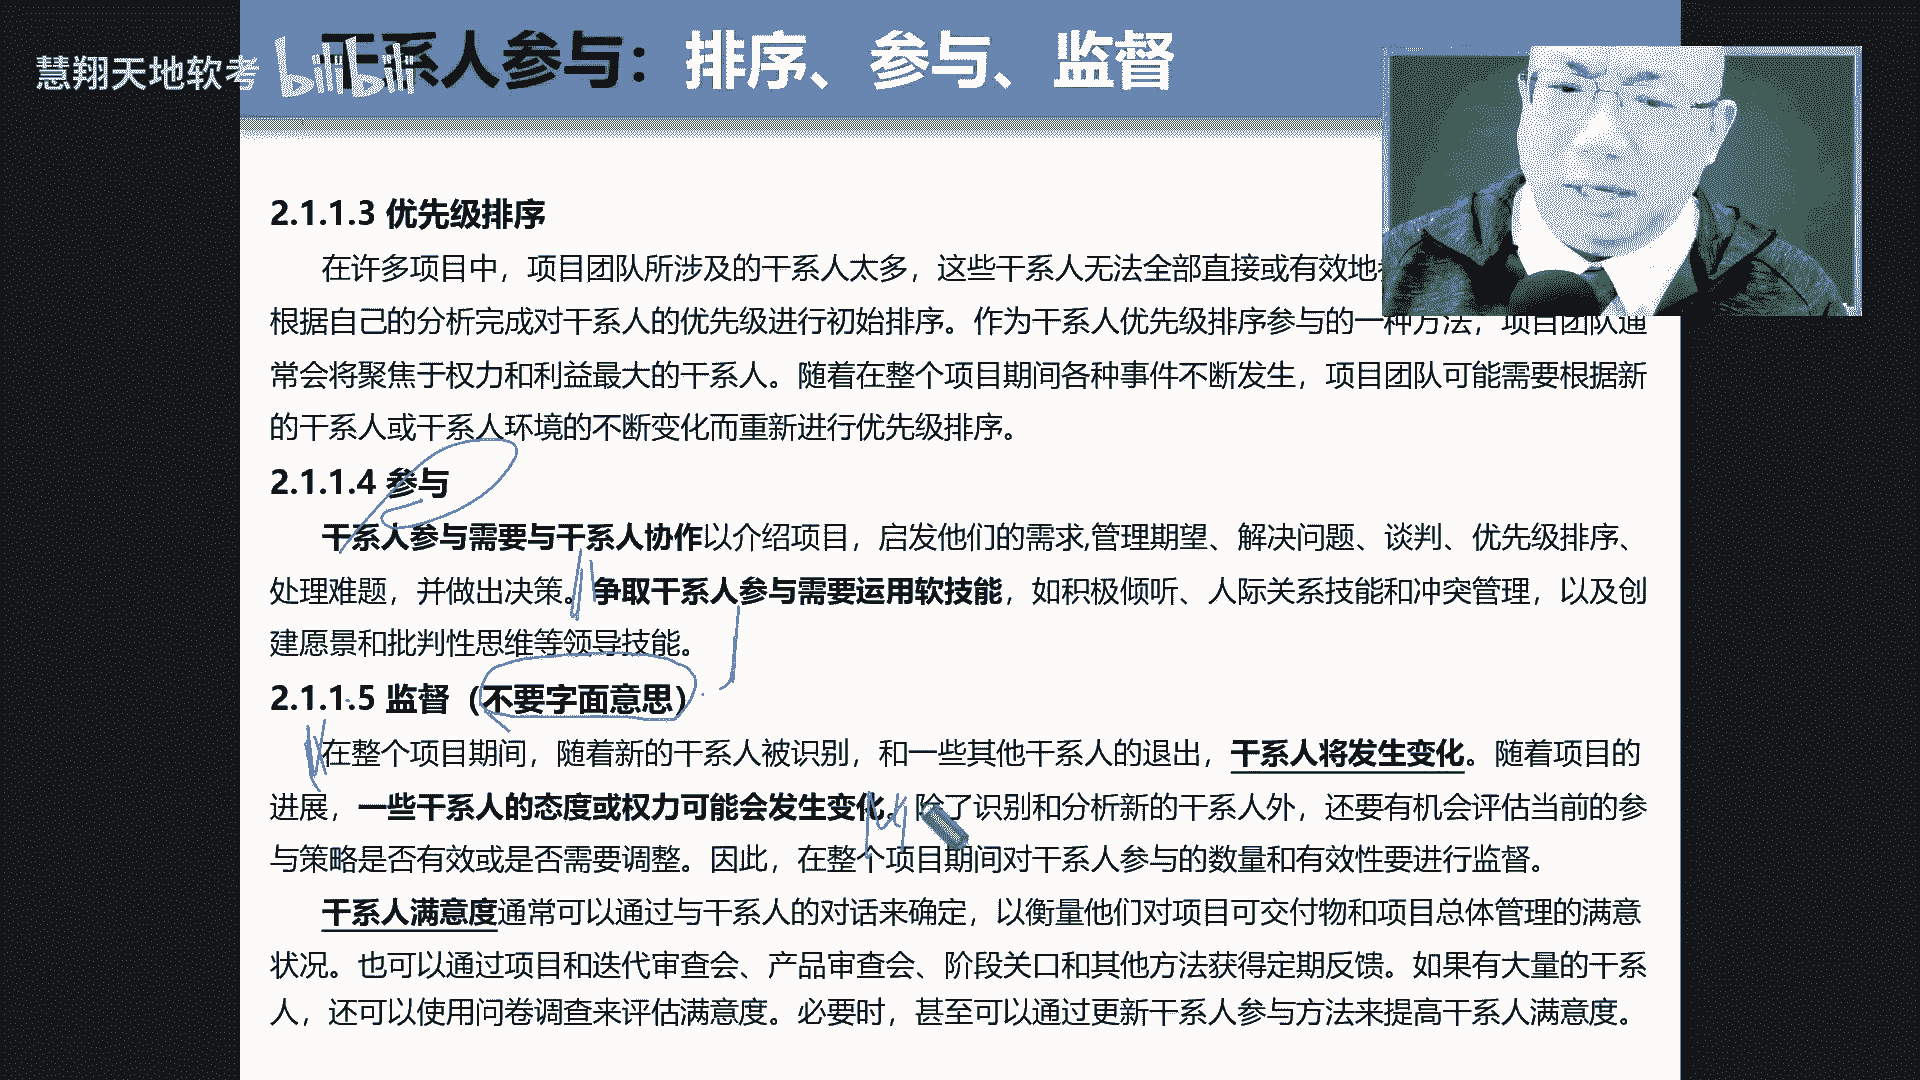 慧翔天地软考 bilibili
干系人参与：排序、参与、监督
2.1.1.3 优先级排序
在许多项目中，项目团队所涉及的干系人太多，这些干系人无法全部直接或有效地
根据自己的分析完成对干系人的优先级进行初始排序。作为干系人优先级排序参与的一种方法，项目团队通
常会将聚焦于权力和利益最大的干系人。随着在整个项目期间各种事件不断发生，项目团队可能需要根据新
的干系人或干系人环境的不断变化而重新进行优先级排序。
2.1.1.4 参与
干系人参与需要与干系人协作以介绍项目，启发他们的需求,管理期望、解决问题、谈判、优先级排序、
处理难题，并做出决策。争取干系人参与需要运用软技能，如积极倾听、人际关系技能和冲突管理，以及创
建愿景和批判性思维等领导技能。
2.1.1.5 监督（不要字面意思）
在整个项目期间，随着新的干系人被识别，和一些其他干系人的退出，干系人将发生变化。随着项目的
进展，一些干系人的态度或权力可能会发生变化。除了识别和分析新的干系人外，还要有机会评估当前的参
与策略是否有效或是否需要调整。因此，在整个项目期间对干系人参与的数量和有效性要进行监督。
干系人满意度通常可以通过与干系人的对话来确定，以衡量他们对项目可交付物和项目总体管理的满意
状况。也可以通过项目和迭代审查会、产品审查会、阶段关口和其他方法获得定期反馈。如果有大量的干系
人，还可以使用问卷调查来评估满意度。必要时，甚至可以通过更新干系人参与方法来提高干系人满意度。